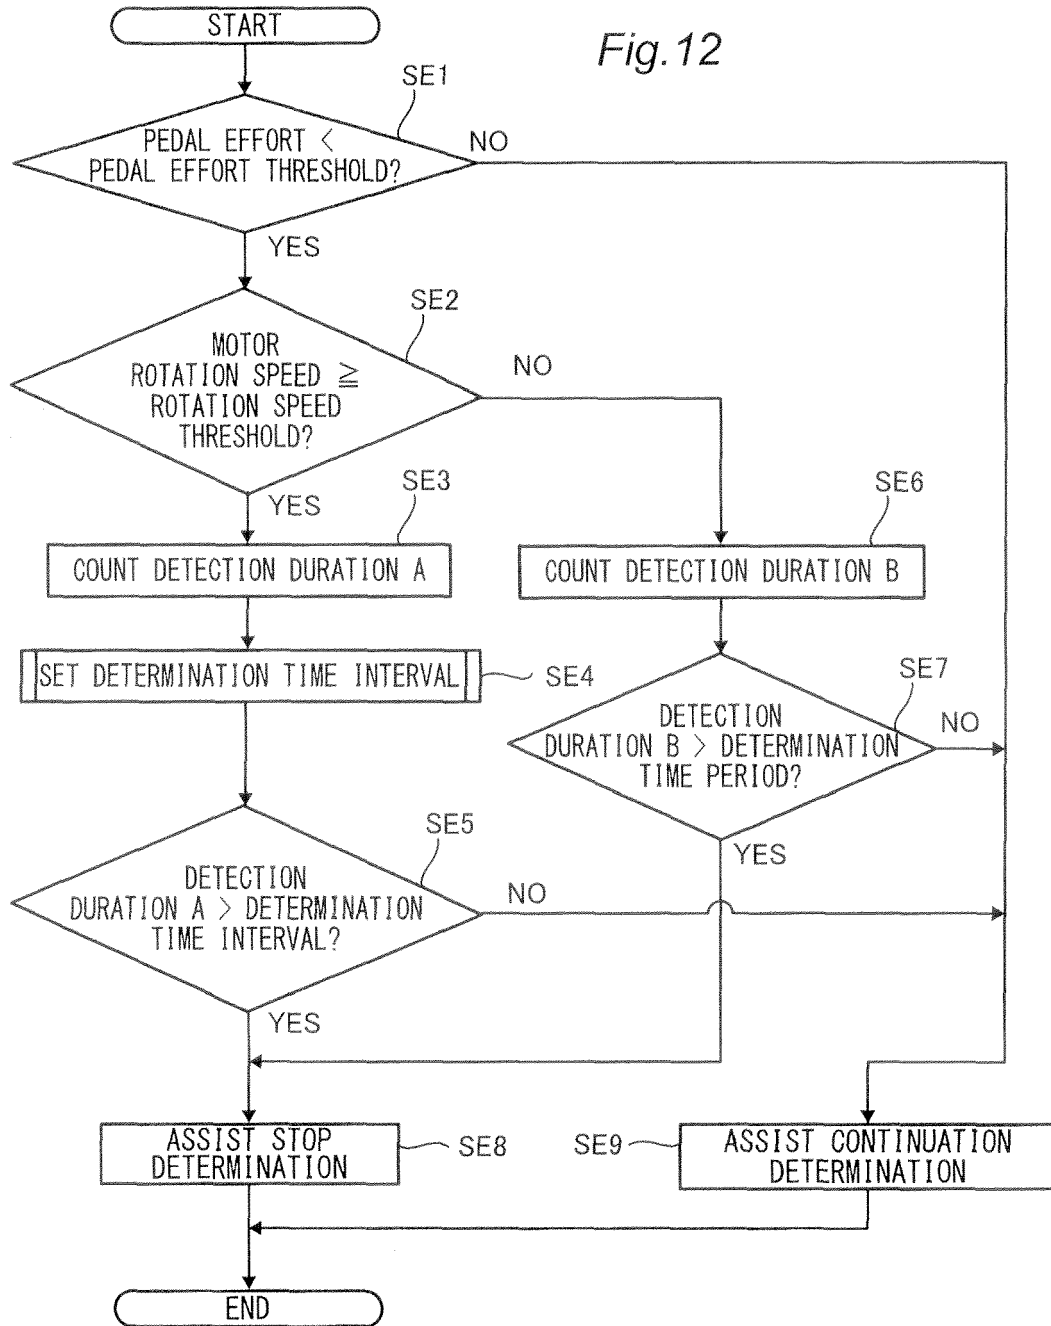 START
Fig.12
SE1
PEDAL EFFORT <
PEDAL EFFORT THRESHOLD?
NO
YES
SE2
MOTOR
ROTATION SPEED ≧
ROTATION SPEED
THRESHOLD?
NO
YES
SE3
COUNT DETECTION DURATION A
SE6
COUNT DETECTION DURATION B
SET DETERMINATION TIME INTERVAL
SE4
SE7
DETECTION
DURATION B > DETERMINATION
TIME PERIOD?
NO
YES
SE5
DETECTION
DURATION A > DETERMINATION
TIME INTERVAL?
NO
YES
ASSIST STOP
DETERMINATION
SE8
SE9
ASSIST CONTINUATION
DETERMINATION
END